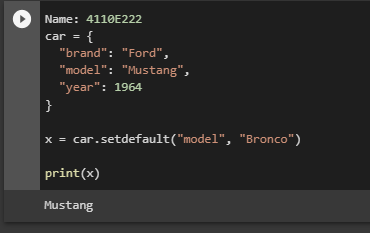 Name: 4110E222
car = {
  "brand": "Ford",
  "model": "Mustang",
  "year": 1964
}

x = car.setdefault("model", "Bronco")

print(x)

Mustang